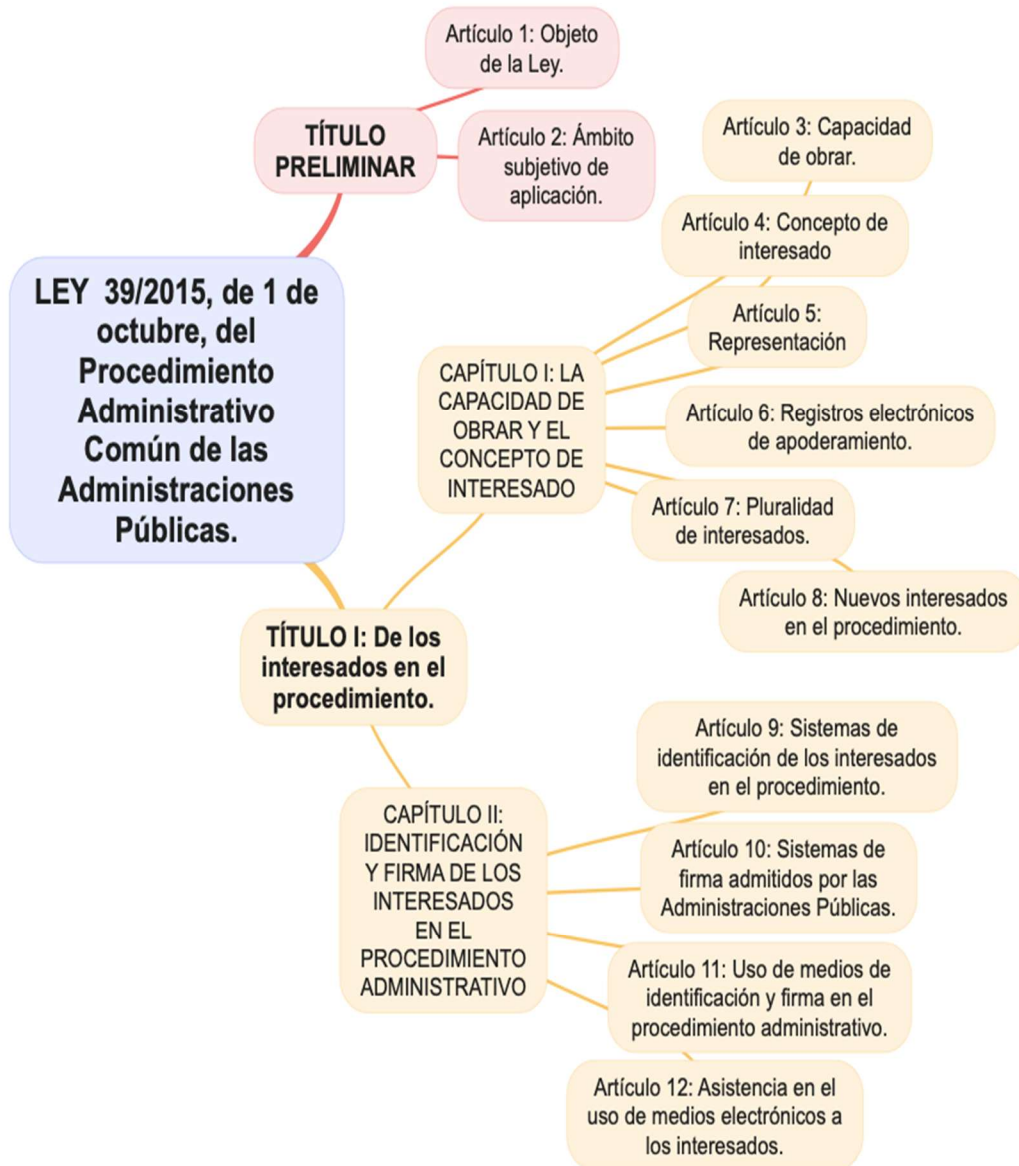 Artículo 1: Objeto
de la Ley.
TÍTULO
PRELIMINAR
Artículo 2: Ámbito
subjetivo de
aplicación.
LEY 39/2015, de 1 de
octubre, del
Procedimiento
Administrativo
Común de las
Administraciones
Públicas.
Artículo 3: Capacidad
de obrar.
Artículo 4: Concepto de
interesado
Artículo 5:
Representación
CAPÍTULO I: LA
CAPACIDAD DE
OBRAR Y EL
CONCEPTO DE
INTERESADO
Artículo 6: Registros electrónicos
de apoderamiento.
Artículo 7: Pluralidad
de interesados.
Artículo 8: Nuevos interesados
en el procedimiento.
TÍTULO I: De los
interesados en el
procedimiento.
Artículo 9: Sistemas de
identificación de los interesados
en el procedimiento.
CAPÍTULO II:
IDENTIFICACIÓN
Y FIRMA DE LOS
INTERESADOS
EN EL
PROCEDIMIENTO
ADMINISTRATIVO
Artículo 10: Sistemas de
firma admitidos por las
Administraciones Públicas.
Artículo 11: Uso de medios de
identificación y firma en el
procedimiento administrativo.
Artículo 12: Asistencia en el
uso de medios electrónicos a
los interesados.